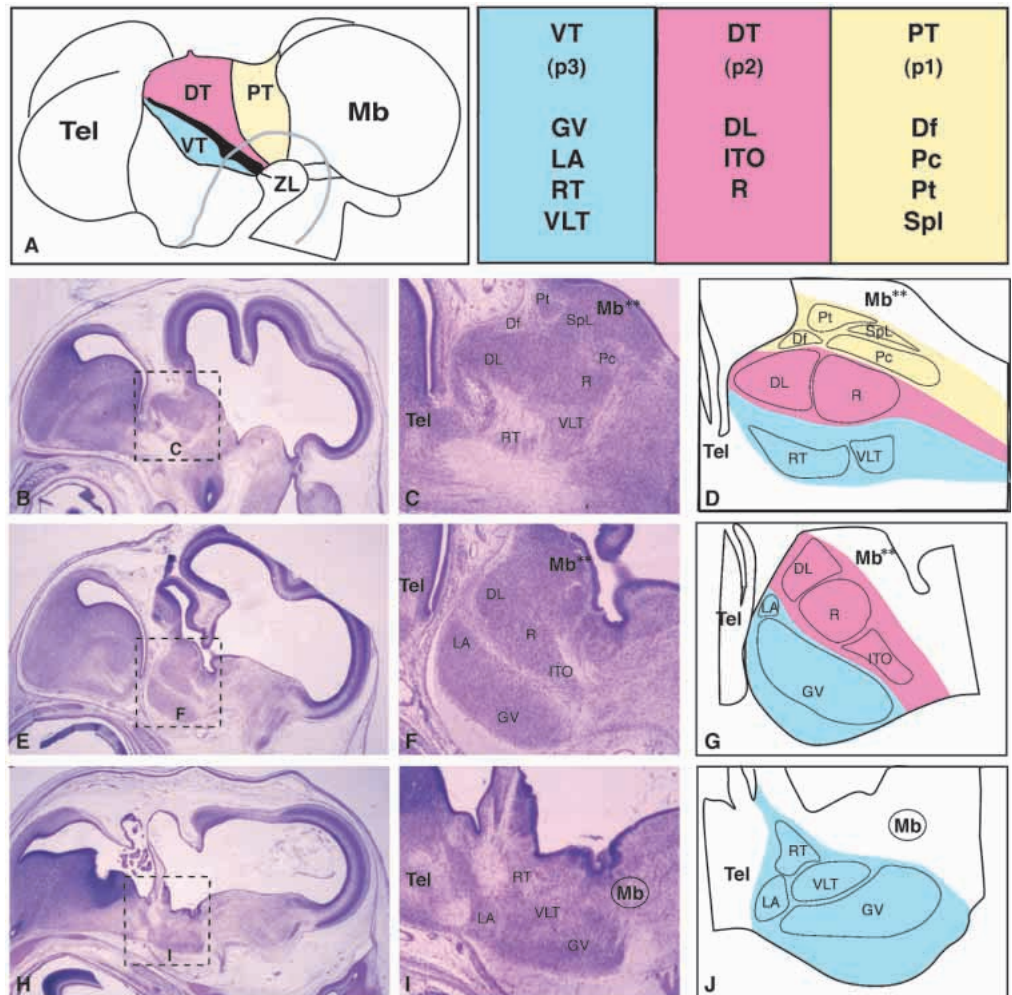 DT
PT
Tel
Mb
VT
ZL
A
VT DT PT
(p3) (p2) (p1)
GV DL Df
LA ITO Pc
RT R Pt
VLT Spl
C
B
Pt
Mb**
Df
SpL
DL
Pc
R
Tel
VLT
RT
C
Mb**
Pt
SpL
Df
Pc
DL
R
Tel
RT
VLT
D
F
E
Tel
Mb**
DL
LA
R
ITO
GV
F
Mb**
DL
Tel
LA
R
ITO
GV
G
I
H
Tel
RT
Mb
LA
VLT
GV
I
Mb
RT
Tel
VLT
LA
GV
J